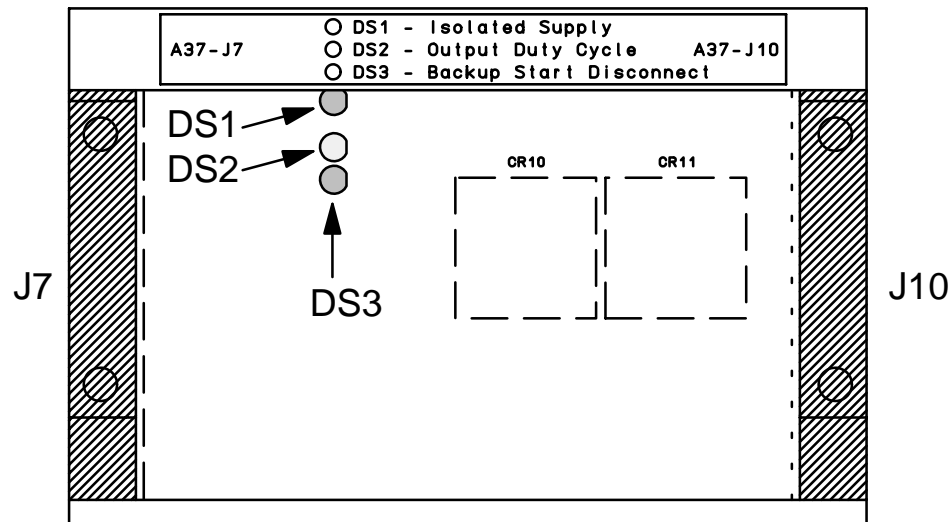 DS1 - Isolated Supply
A37-J7 DS2 - Output Duty Cycle A37-J10
DS3 - Backup Start Disconnect
DS1
DS2
CR10 CR11
J7 J10
DS3